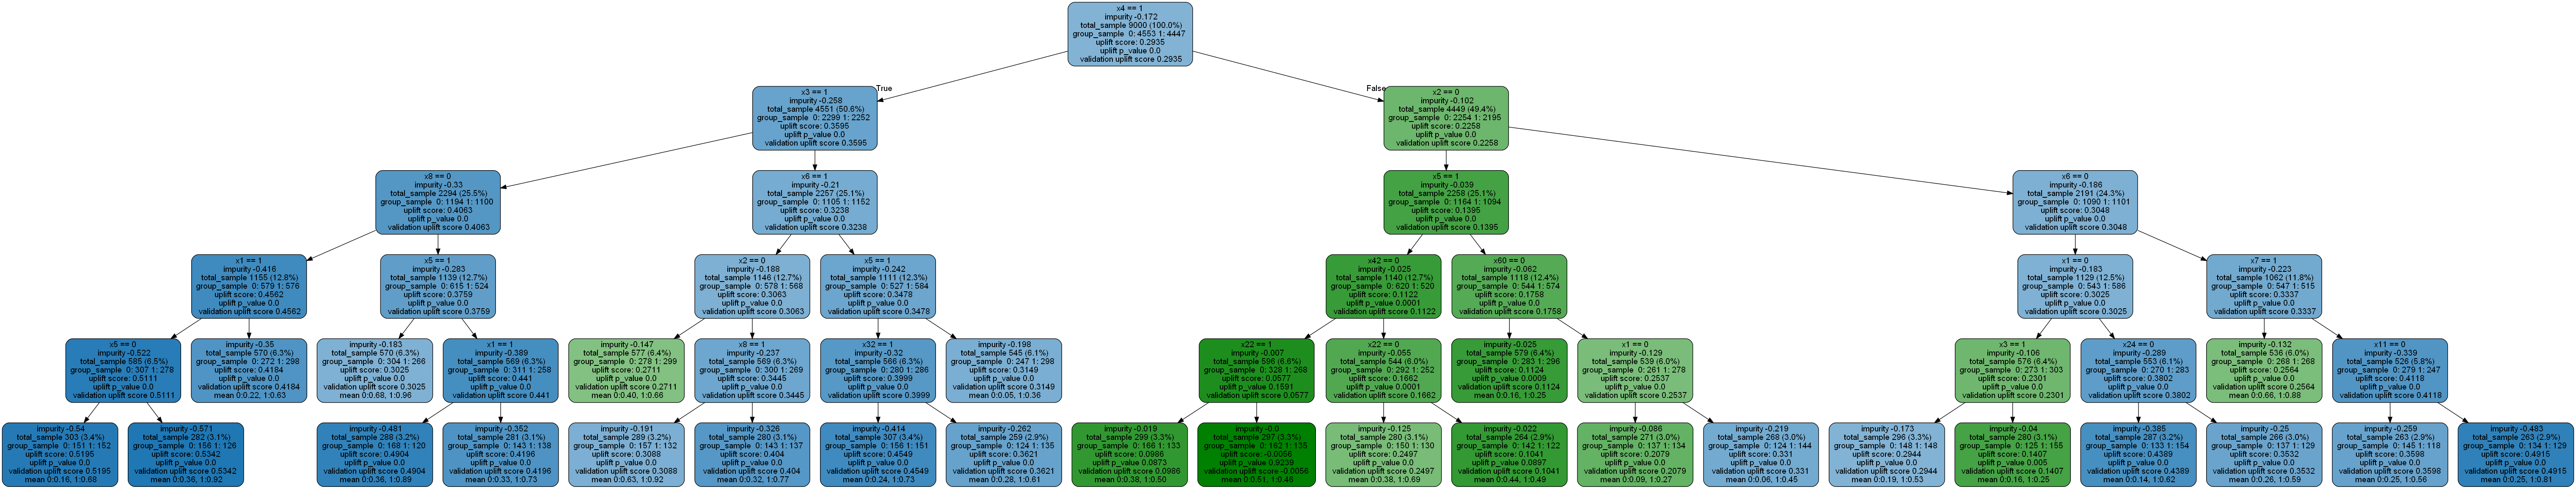 x4 == 1
impurity -0.172
total_sample 9000 (100.0%)
group_sample 0: 4553 1: 4447
uplift score: 0.2935
uplift p_value 0.0
validation uplift score 0.2935
True
False
x3 == 1
impurity -0.258
total_sample 4551 (50.6%)
group_sample 0: 2299 1: 2252
uplift score: 0.3595
uplift p_value 0.0
validation uplift score 0.3595
x2 == 0
impurity -0.102
total_sample 4449 (49.4%)
group_sample 0: 2254 1: 2195
uplift score: 0.2258
uplift p_value 0.0
validation uplift score 0.2258
x8 == 0
impurity -0.33
total_sample 2294 (25.5%)
group_sample 0: 1194 1: 1100
uplift score: 0.4063
uplift p_value 0.0
validation uplift score 0.4063
x6 == 1
impurity -0.21
total_sample 2257 (25.1%)
group_sample 0: 1105 1: 1152
uplift score: 0.3238
uplift p_value 0.0
validation uplift score 0.3238
x5 == 1
impurity -0.039
total_sample 2258 (25.1%)
group_sample 0: 1164 1: 1094
uplift score: 0.1395
uplift p_value 0.0
validation uplift score 0.1395
x6 == 0
impurity -0.186
total_sample 2191 (24.3%)
group_sample 0: 1090 1: 1101
uplift score: 0.3048
uplift p_value 0.0
validation uplift score 0.3048
x1 == 1
impurity -0.416
total_sample 1155 (12.8%)
group_sample 0: 579 1: 576
uplift score: 0.4562
uplift p_value 0.0
validation uplift score 0.4562
x5 == 1
impurity -0.283
total_sample 1139 (12.7%)
group_sample 0: 615 1: 524
uplift score: 0.3759
uplift p_value 0.0
validation uplift score 0.3759
x2 == 0
impurity -0.188
total_sample 1146 (12.7%)
group_sample 0: 578 1: 568
uplift score: 0.3063
uplift p_value 0.0
validation uplift score 0.3063
x5 == 1
impurity -0.242
total_sample 1111 (12.3%)
group_sample 0: 527 1: 584
uplift score: 0.3478
uplift p_value 0.0
validation uplift score 0.3478
x42 == 0
impurity -0.025
total_sample 1140 (12.7%)
group_sample 0: 620 1: 520
uplift score: 0.1122
uplift p_value 0.0001
validation uplift score 0.1122
x60 == 0
impurity -0.062
total_sample 1118 (12.4%)
group_sample 0: 544 1: 574
uplift score: 0.1758
uplift p_value 0.0
validation uplift score 0.1758
x1 == 0
impurity -0.183
total_sample 1129 (12.5%)
group_sample 0: 543 1: 586
uplift score: 0.3025
uplift p_value 0.0
validation uplift score 0.3025
x7 == 1
impurity -0.223
total_sample 1062 (11.8%)
group_sample 0: 547 1: 515
uplift score: 0.3337
uplift p_value 0.0
validation uplift score 0.3337
x5 == 0
impurity -0.522
total_sample 585 (6.5%)
group_sample 0: 307 1: 278
uplift score: 0.5111
uplift p_value 0.0
validation uplift score 0.5111
impurity -0.35
total_sample 570 (6.3%)
group_sample 0: 272 1: 298
uplift score: 0.4184
uplift p_value 0.0
validation uplift score 0.4184
mean 0:0.22, 1:0.63
impurity -0.183
total_sample 570 (6.3%)
group_sample 0: 304 1: 266
uplift score: 0.3025
uplift p_value 0.0
validation uplift score 0.3025
mean 0:0.68, 1:0.96
x1 == 1
impurity -0.389
total_sample 569 (6.3%)
group_sample 0: 311 1: 258
uplift score: 0.441
uplift p_value 0.0
validation uplift score 0.441
impurity -0.147
total_sample 577 (6.4%)
group_sample 0: 278 1: 299
uplift score: 0.2711
uplift p_value 0.0
validation uplift score 0.2711
mean 0:0.40, 1:0.66
x8 == 1
impurity -0.237
total_sample 569 (6.3%)
group_sample 0: 300 1: 269
uplift score: 0.3445
uplift p_value 0.0
validation uplift score 0.3445
x32 == 1
impurity -0.32
total_sample 566 (6.3%)
group_sample 0: 280 1: 286
uplift score: 0.3999
uplift p_value 0.0
validation uplift score 0.3999
impurity -0.198
total_sample 545 (6.1%)
group_sample 0: 247 1: 298
uplift score: 0.3149
uplift p_value 0.0
validation uplift score 0.3149
mean 0:0.05, 1:0.36
x22 == 1
impurity -0.007
total_sample 596 (6.6%)
group_sample 0: 328 1: 268
uplift score: 0.0577
uplift p_value 0.1591
validation uplift score 0.0577
x22 == 0
impurity -0.055
total_sample 544 (6.0%)
group_sample 0: 292 1: 252
uplift score: 0.1662
uplift p_value 0.0001
validation uplift score 0.1662
impurity -0.025
total_sample 579 (6.4%)
group_sample 0: 283 1: 296
uplift score: 0.1124
uplift p_value 0.0009
validation uplift score 0.1124
mean 0:0.16, 1:0.25
x1 == 0
impurity -0.129
total_sample 539 (6.0%)
group_sample 0: 261 1: 278
uplift score: 0.2537
uplift p_value 0.0
validation uplift score 0.2537
x3 == 1
impurity -0.106
total_sample 576 (6.4%)
group_sample 0: 273 1: 303
uplift score: 0.2301
uplift p_value 0.0
validation uplift score 0.2301
x24 == 0
impurity -0.289
total_sample 553 (6.1%)
group_sample 0: 270 1: 283
uplift score: 0.3802
uplift p_value 0.0
validation uplift score 0.3802
impurity -0.132
total_sample 536 (6.0%)
group_sample 0: 268 1: 268
uplift score: 0.2564
uplift p_value 0.0
validation uplift score 0.2564
mean 0:0.66, 1:0.88
x11 == 0
impurity -0.339
total_sample 526 (5.8%)
group_sample 0: 279 1: 247
uplift score: 0.4118
uplift p_value 0.0
validation uplift score 0.4118
impurity -0.54
total_sample 303 (3.4%)
group_sample 0: 151 1: 152
uplift score: 0.5195
uplift p_value 0.0
validation uplift score 0.5195
mean 0:0.16, 1:0.68
impurity -0.571
total_sample 282 (3.1%)
group_sample 0: 156 1: 126
uplift score: 0.5342
uplift p_value 0.0
validation uplift score 0.5342
mean 0:0.36, 1:0.92
impurity -0.481
total_sample 288 (3.2%)
group_sample 0: 168 1: 120
uplift score: 0.4904
uplift p_value 0.0
validation uplift score 0.4904
mean 0:0.36, 1:0.89
impurity -0.352
total_sample 281 (3.1%)
group_sample 0: 143 1: 138
uplift score: 0.4196
uplift p_value 0.0
validation uplift score 0.4196
mean 0:0.33, 1:0.73
impurity -0.191
total_sample 289 (3.2%)
group_sample 0: 157 1: 132
uplift score: 0.3088
uplift p_value 0.0
validation uplift score 0.3088
mean 0:0.63, 1:0.92
impurity -0.326
total_sample 280 (3.1%)
group_sample 0: 143 1: 137
uplift score: 0.404
uplift p_value 0.0
validation uplift score 0.404
mean 0:0.32, 1:0.77
impurity -0.414
total_sample 307 (3.4%)
group_sample 0: 156 1: 151
uplift score: 0.4549
uplift p_value 0.0
validation uplift score 0.4549
mean 0:0.24, 1:0.73
impurity -0.262
total_sample 259 (2.9%)
group_sample 0: 124 1: 135
uplift score: 0.3621
uplift p_value 0.0
validation uplift score 0.3621
mean 0:0.28, 1:0.61
impurity -0.019
total_sample 299 (3.3%)
group_sample 0: 166 1: 133
uplift score: 0.0986
uplift p_value 0.0873
validation uplift score 0.0986
mean 0:0.38, 1:0.50
impurity -0.0
total_sample 297 (3.3%)
group_sample 0: 162 1: 135
uplift score: -0.0056
uplift p_value 0.9239
validation uplift score -0.0056
mean 0:0.51, 1:0.46
impurity -0.125
total_sample 280 (3.1%)
group_sample 0: 150 1: 130
uplift score: 0.2497
uplift p_value 0.0
validation uplift score 0.2497
mean 0:0.38, 1:0.69
impurity -0.022
total_sample 264 (2.9%)
group_sample 0: 142 1: 122
uplift score: 0.1041
uplift p_value 0.0897
validation uplift score 0.1041
mean 0:0.44, 1:0.49
impurity -0.086
total_sample 271 (3.0%)
group_sample 0: 137 1: 134
uplift score: 0.2079
uplift p_value 0.0
validation uplift score 0.2079
mean 0:0.09, 1:0.27
impurity -0.219
total_sample 268 (3.0%)
group_sample 0: 124 1: 144
uplift score: 0.331
uplift p_value 0.0
validation uplift score 0.331
mean 0:0.06, 1:0.45
impurity -0.173
total_sample 296 (3.3%)
group_sample 0: 148 1: 148
uplift score: 0.2944
uplift p_value 0.0
validation uplift score 0.2944
mean 0:0.19, 1:0.53
impurity -0.04
total_sample 280 (3.1%)
group_sample 0: 125 1: 155
uplift score: 0.1407
uplift p_value 0.005
validation uplift score 0.1407
mean 0:0.16, 1:0.25
impurity -0.385
total_sample 287 (3.2%)
group_sample 0: 133 1: 154
uplift score: 0.4389
uplift p_value 0.0
validation uplift score 0.4389
mean 0:0.14, 1:0.62
impurity -0.25
total_sample 266 (3.0%)
group_sample 0: 137 1: 129
uplift score: 0.3532
uplift p_value 0.0
validation uplift score 0.3532
mean 0:0.26, 1:0.59
impurity -0.259
total_sample 263 (2.9%)
group_sample 0: 145 1: 118
uplift score: 0.3598
uplift p_value 0.0
validation uplift score 0.3598
mean 0:0.25, 1:0.56
impurity -0.483
total_sample 263 (2.9%)
group_sample 0: 134 1: 129
uplift score: 0.4915
uplift p_value 0.0
validation uplift score 0.4915
mean 0:0.25, 1:0.81